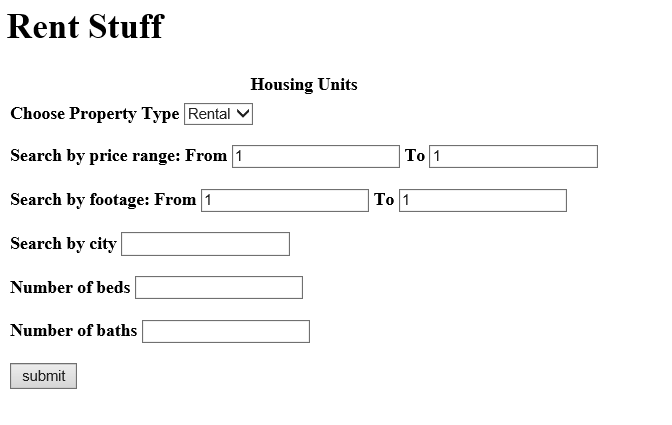 Rent Stuff
Housing Units
Choose Property Type Rental
Search by price range: From 1 To 1
Search by footage: From 1 To 1
Search by city
Number of beds
Number of baths
submit